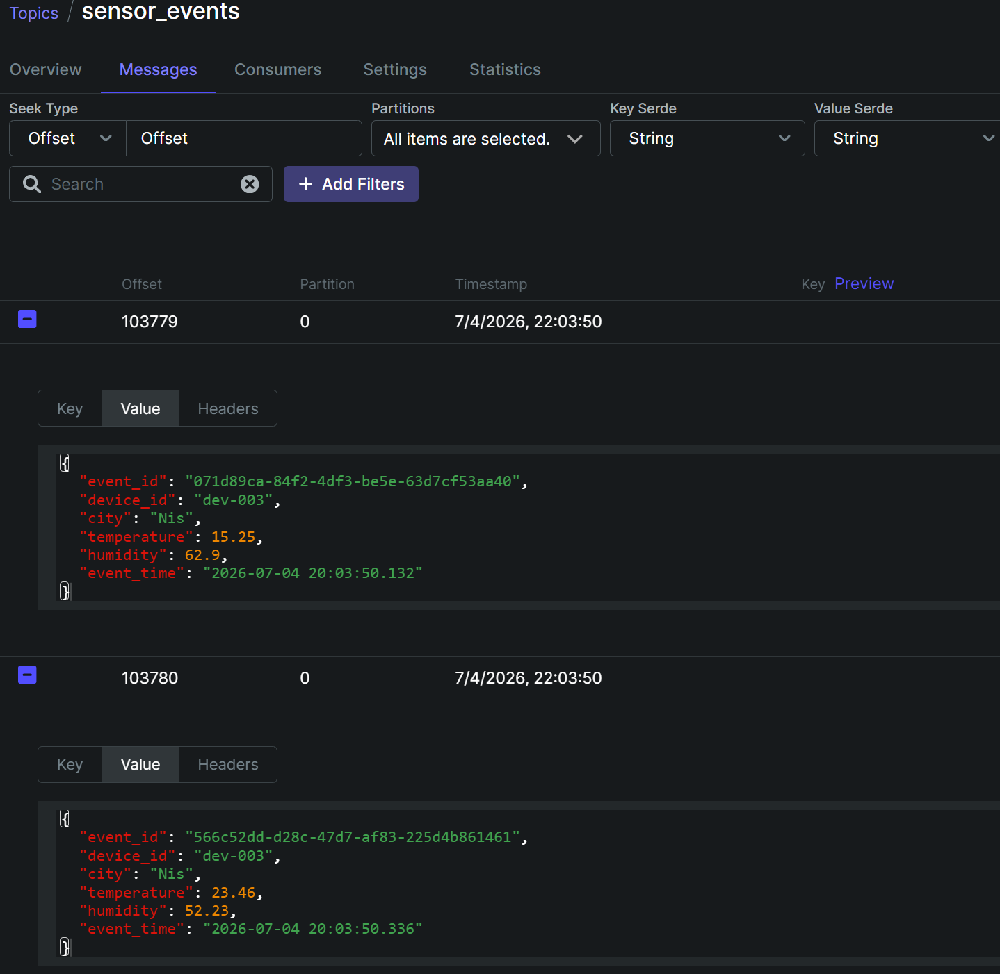 Topics / sensor_events
Overview Messages Consumers Settings Statistics
Seek Type Partitions Key Serde Value Serde
Offset Offset All items are selected. String String
Search + Add Filters
Offset Partition Timestamp Key Preview
103779 0 7/4/2026, 22:03:50
Key Value Headers
{
"event_id": "071d89ca-84f2-4df3-be5e-63d7cf53aa40",
"device_id": "dev-003",
"city": "Nis",
"temperature": 15.25,
"humidity": 62.9,
"event_time": "2026-07-04 20:03:50.132"
}
103780 0 7/4/2026, 22:03:50
Key Value Headers
{
"event_id": "566c52dd-d28c-47d7-af83-225d4b861461",
"device_id": "dev-003",
"city": "Nis",
"temperature": 23.46,
"humidity": 52.23,
"event_time": "2026-07-04 20:03:50.336"
}